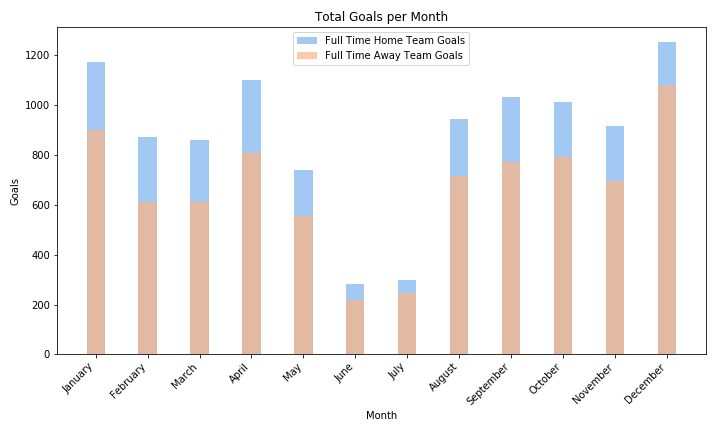 Total Goals per Month
Full Time Home Team Goals
Full Time Away Team Goals
1200
1000
800
600
400
200
0
Goals
January
February
March
April
May
June
July
August
September
October
November
December
Month